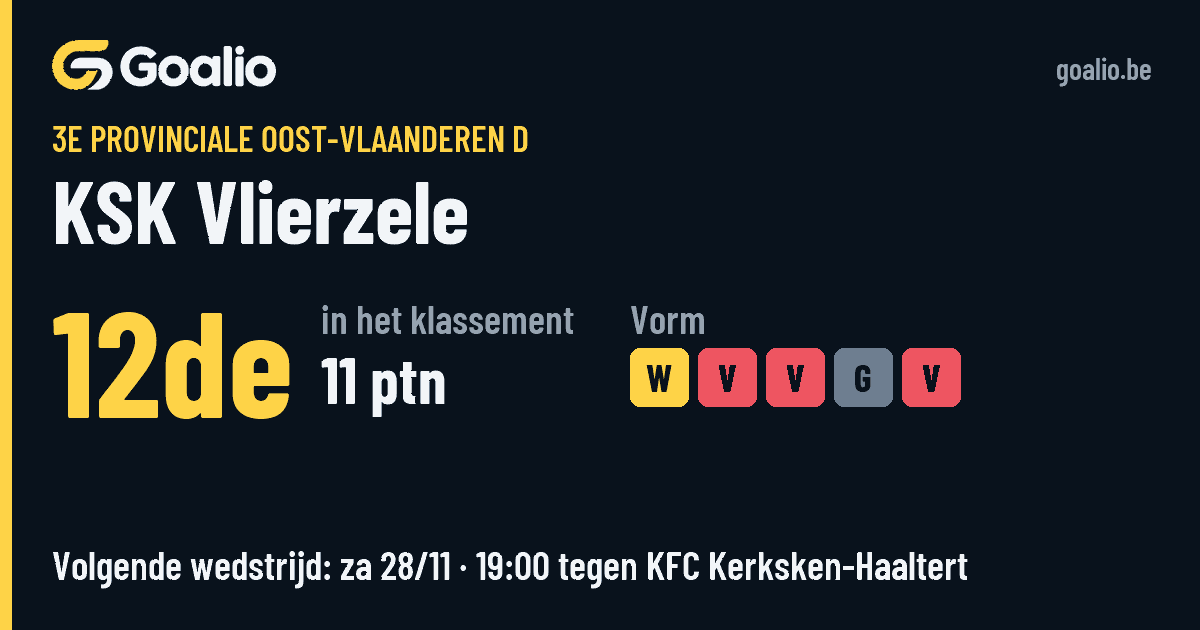 Goalio
goalio.be
3E PROVINCIALE OOST-VLAANDEREN D
KSK Vlierzele
12de
in het klassement
11 ptn
Vorm
W V V G V
Volgende wedstrijd: za 28/11 · 19:00 tegen KFC Kerksken-Haaltert